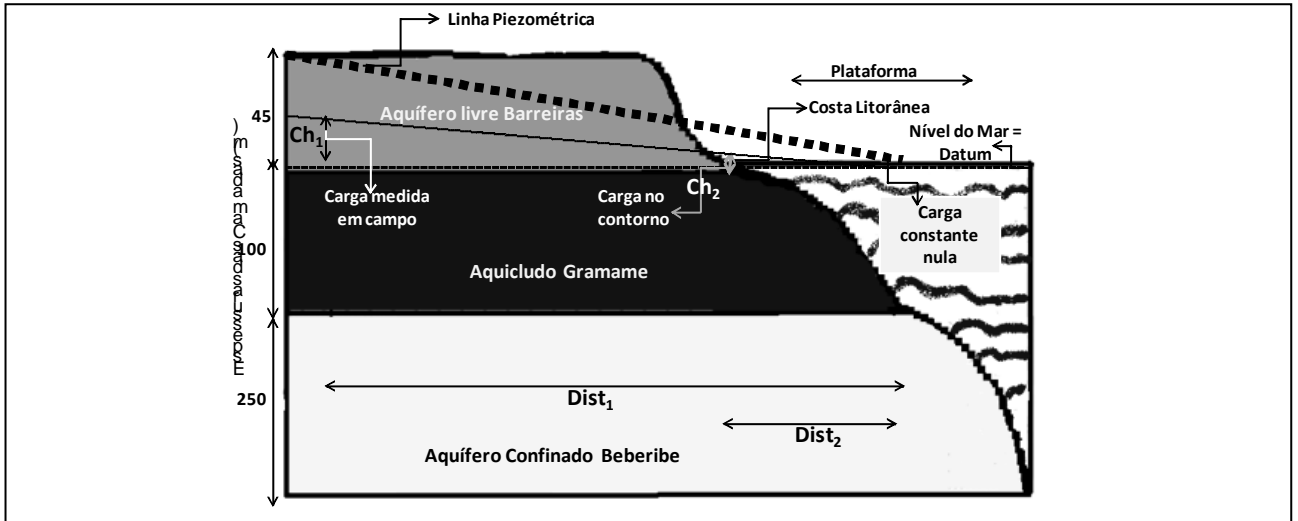 Linha Piezométrica
Plataforma
Costa Litorânea
45
Aquífero livre Barreiras
Nível do Mar =
Datum
Ch1
Ch2
Carga medida
em campo
Carga no
contorno
Carga
constante
nula
100
Aquicludo Gramame
250
Dist1
Dist2
Aquífero Confinado Beberibe